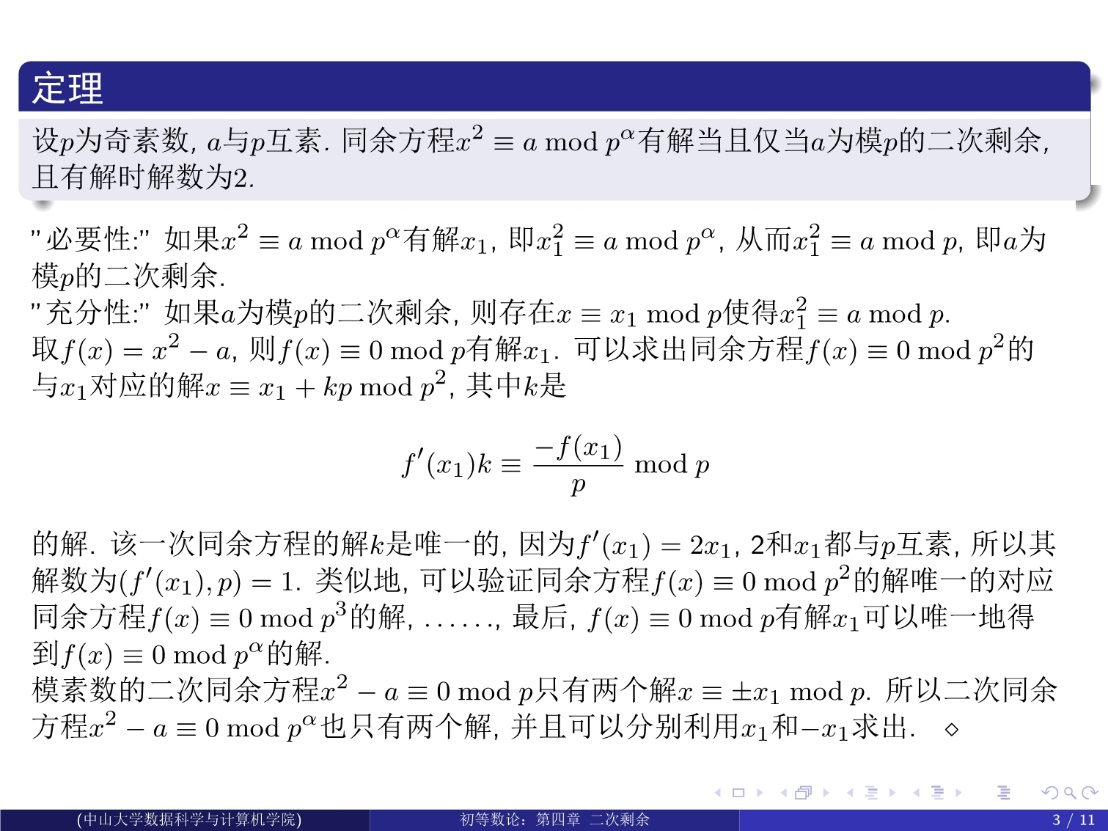 定理
设p为奇素数, a与p互素. 同余方程x² ≡ a mod p^α有解当且仅当a为模p的二次剩余,
且有解时解数为2.
"必要性:" 如果x² ≡ a mod p^α有解x₁, 即x₁² ≡ a mod p^α, 从而x₁² ≡ a mod p, 即a为
模p的二次剩余.
"充分性:" 如果a为模p的二次剩余, 则存在x ≡ x₁ mod p使得x₁² ≡ a mod p.
取f(x) = x² − a, 则f(x) ≡ 0 mod p有解x₁. 可以求出同余方程f(x) ≡ 0 mod p²的
与x₁对应的解x ≡ x₁ + kp mod p², 其中k是
f′(x₁)k ≡ −f(x₁)/p mod p
的解. 该一次同余方程的解k是唯一的, 因为f′(x₁) = 2x₁, 2和x₁都与p互素, 所以其
解数为(f′(x₁), p) = 1. 类似地, 可以验证同余方程f(x) ≡ 0 mod p²的解唯一的对应
同余方程f(x) ≡ 0 mod p³的解, ……, 最后, f(x) ≡ 0 mod p有解x₁可以唯一地得
到f(x) ≡ 0 mod p^α的解.
模素数的二次同余方程x² − a ≡ 0 mod p只有两个解x ≡ ±x₁ mod p. 所以二次同余
方程x² − a ≡ 0 mod p^α也只有两个解, 并且可以分别利用x₁和−x₁求出. ⋄
(中山大学数据科学与计算机学院) 初等数论：第四章 二次剩余 3 / 11